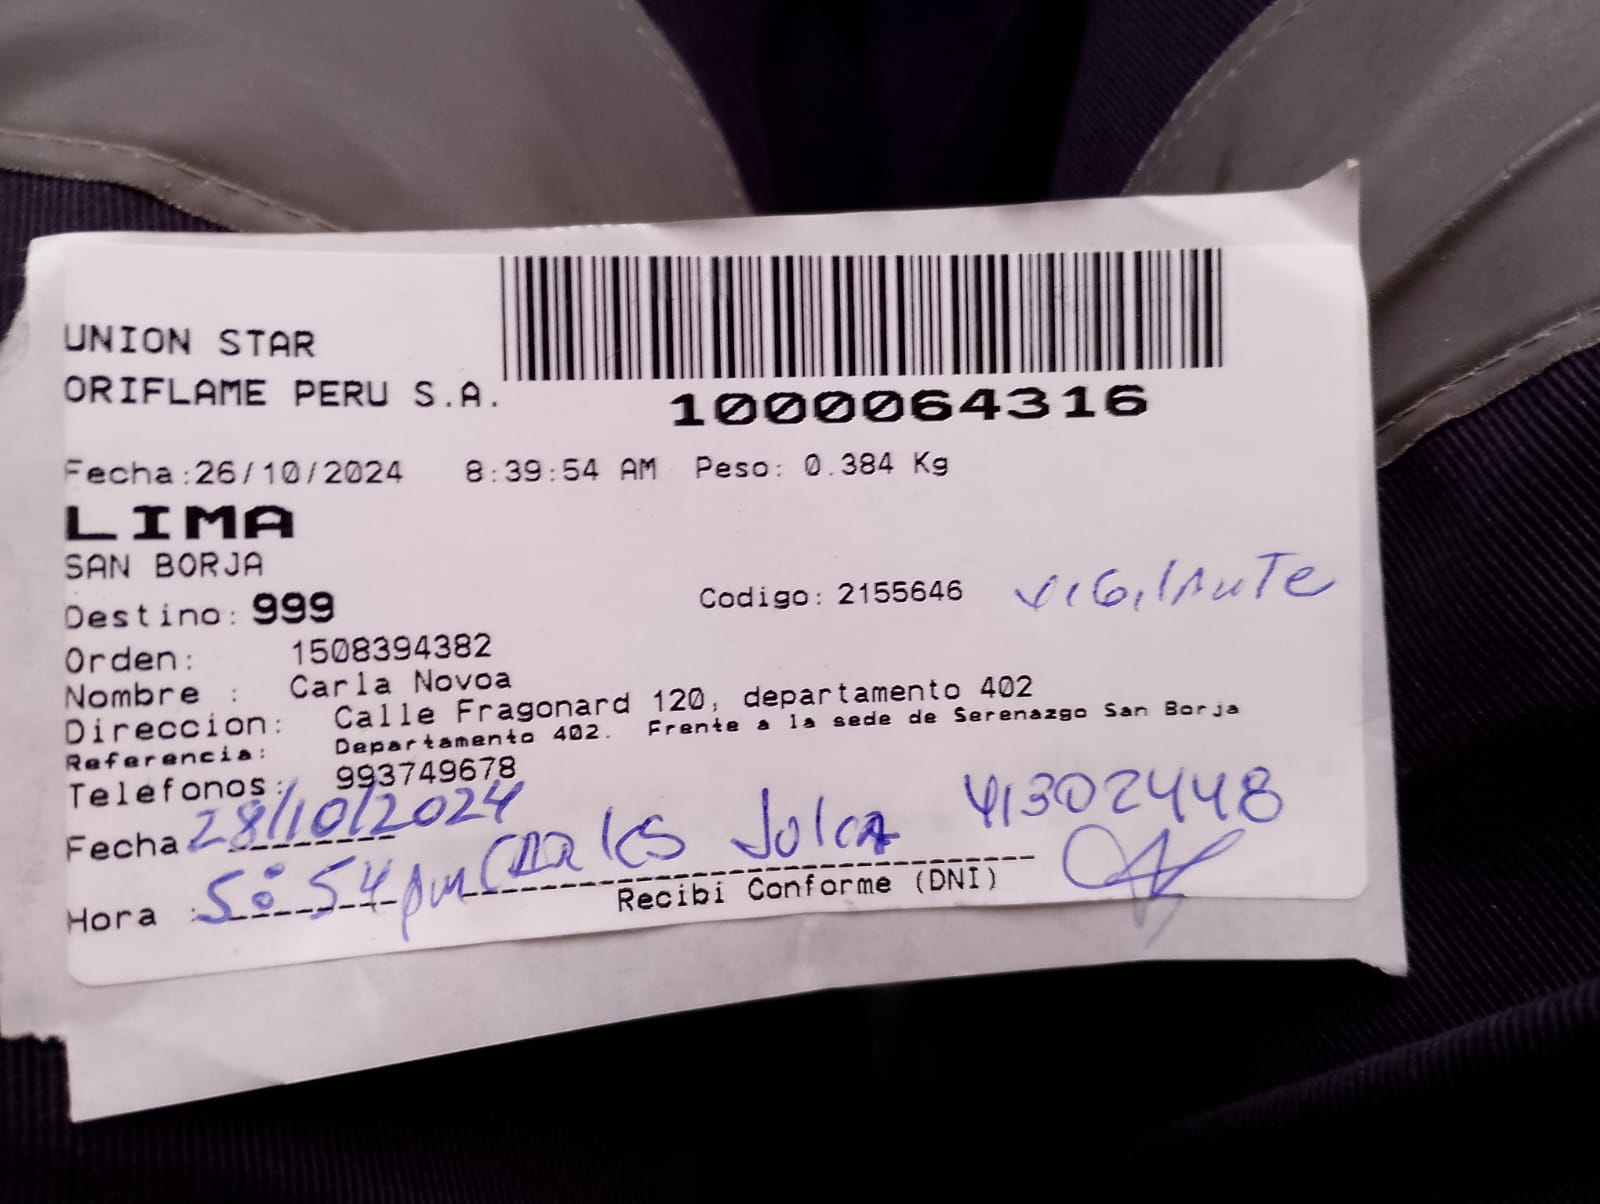 UNION STAR
ORIFLAME PERU S.A.
1000064316
Fecha:26/10/2024 8:39:54 AM Peso: 0.384 Kg
LIMA
SAN BORJA
Destino: 999 Codigo: 2155646 VIGILANTE
Orden: 1508394382
Nombre : Carla Novoa
Direccion: Calle Fragonard 120, departamento 402
Referencia: Departamento 402. Frente a la sede de Serenazgo San Borja
Telefonos: 993749678
Fecha 28/10/2024 Julca
Hora : 5:54 pm
Recibi Conforme (DNI)